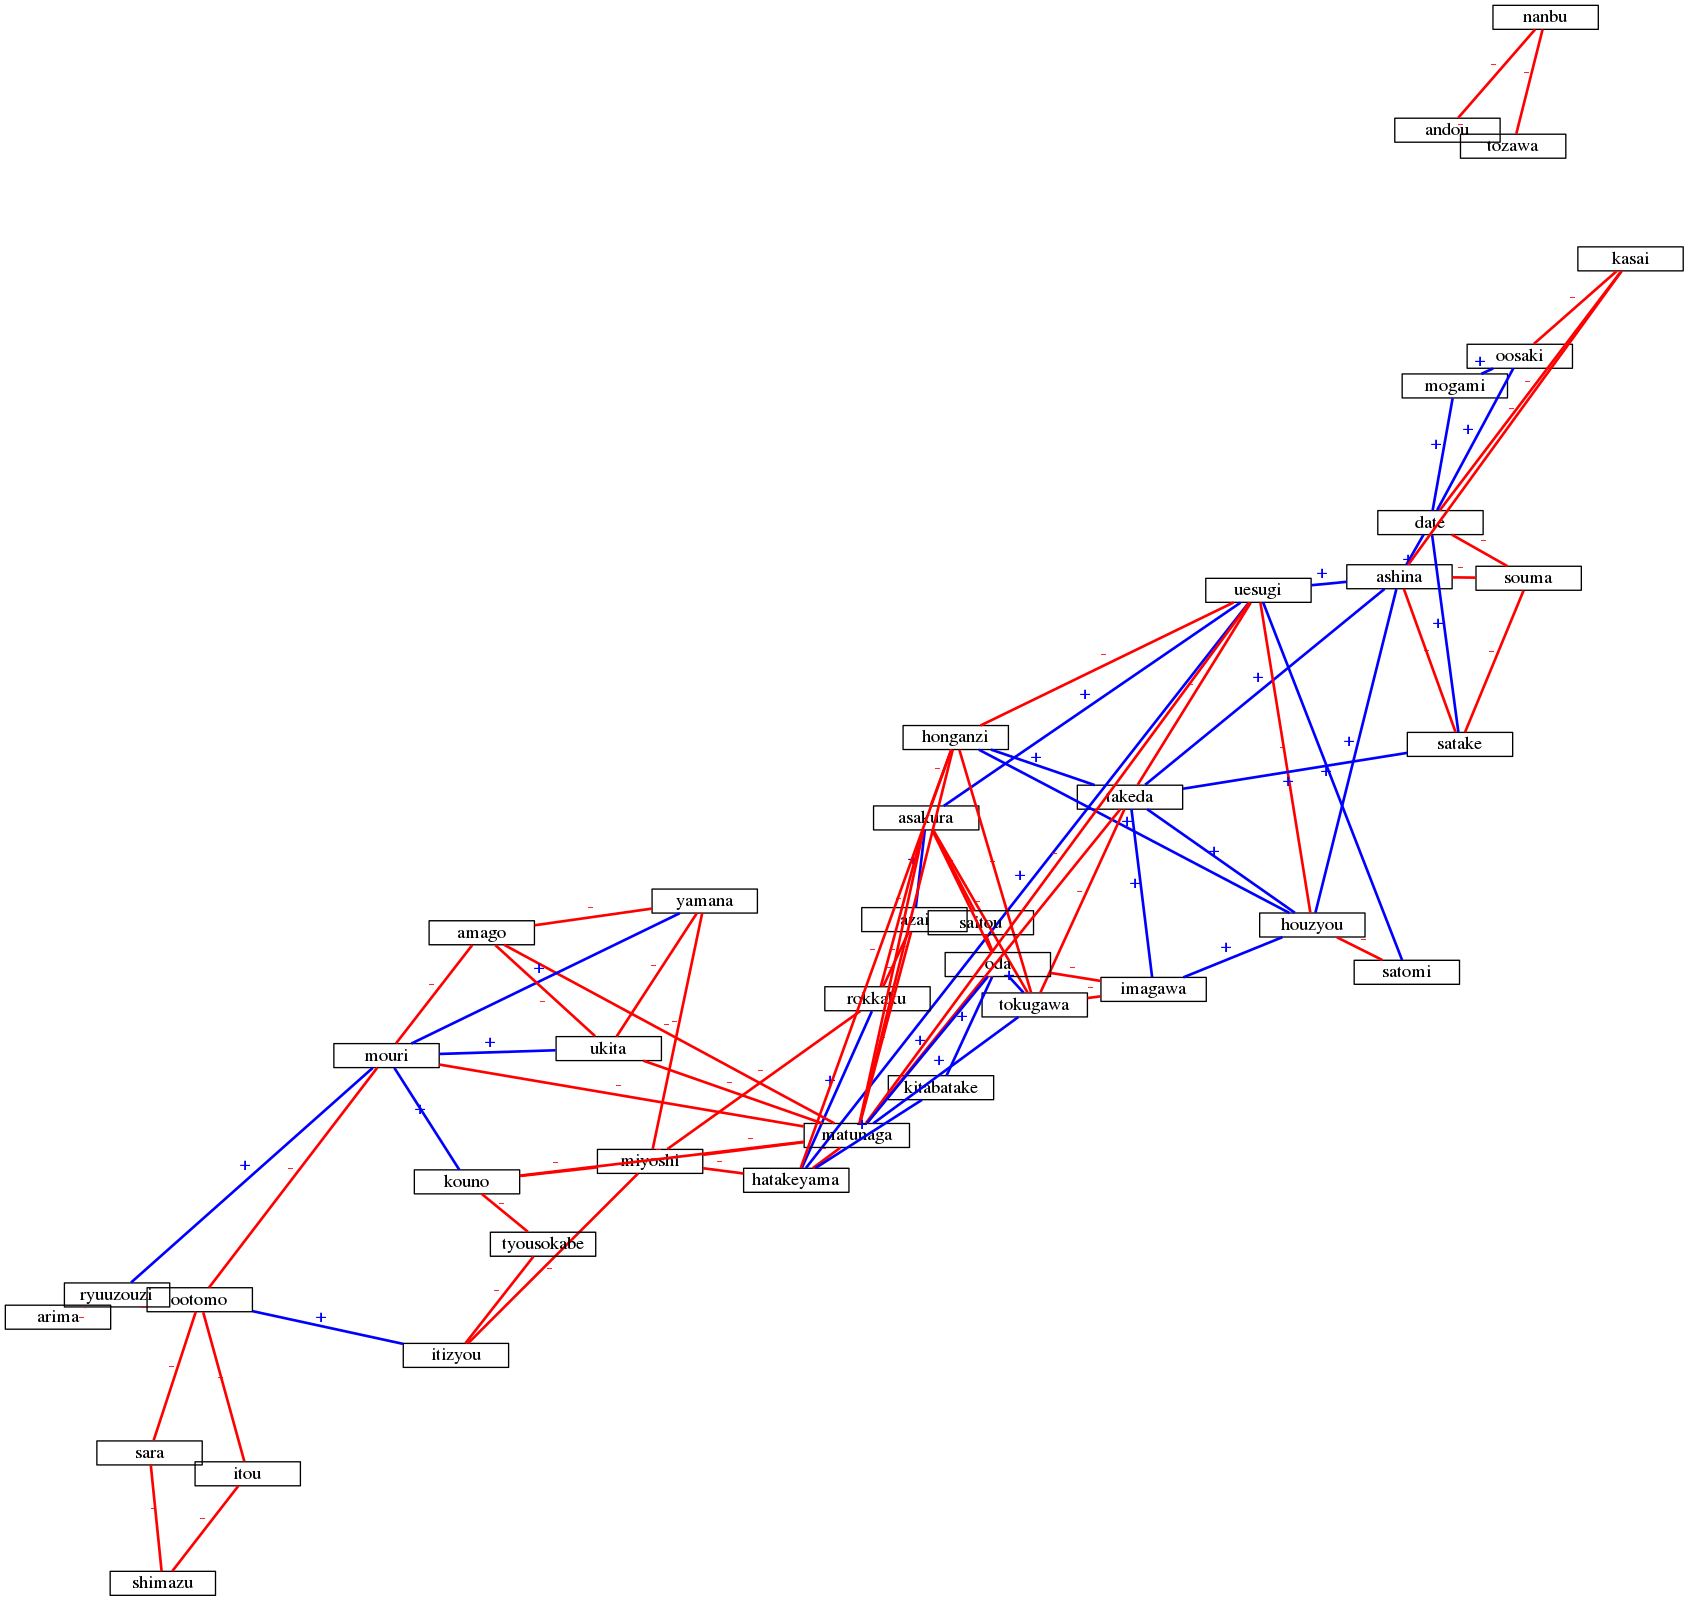 nanbu
andou
tozawa
kasai
oosaki
mogami
date
ashina
souma
uesugi
honganzi
satake
takeda
asakura
yamana
amago
azai
saitou
houzyou
oda
satomi
imagawa
rokkaku
tokugawa
ukita
mouri
kitabatake
matunaga
miyoshi
kouno
hatakeyama
tyousokabe
ryuuzouzi
ootomo
arima
itizyou
sara
itou
shimazu